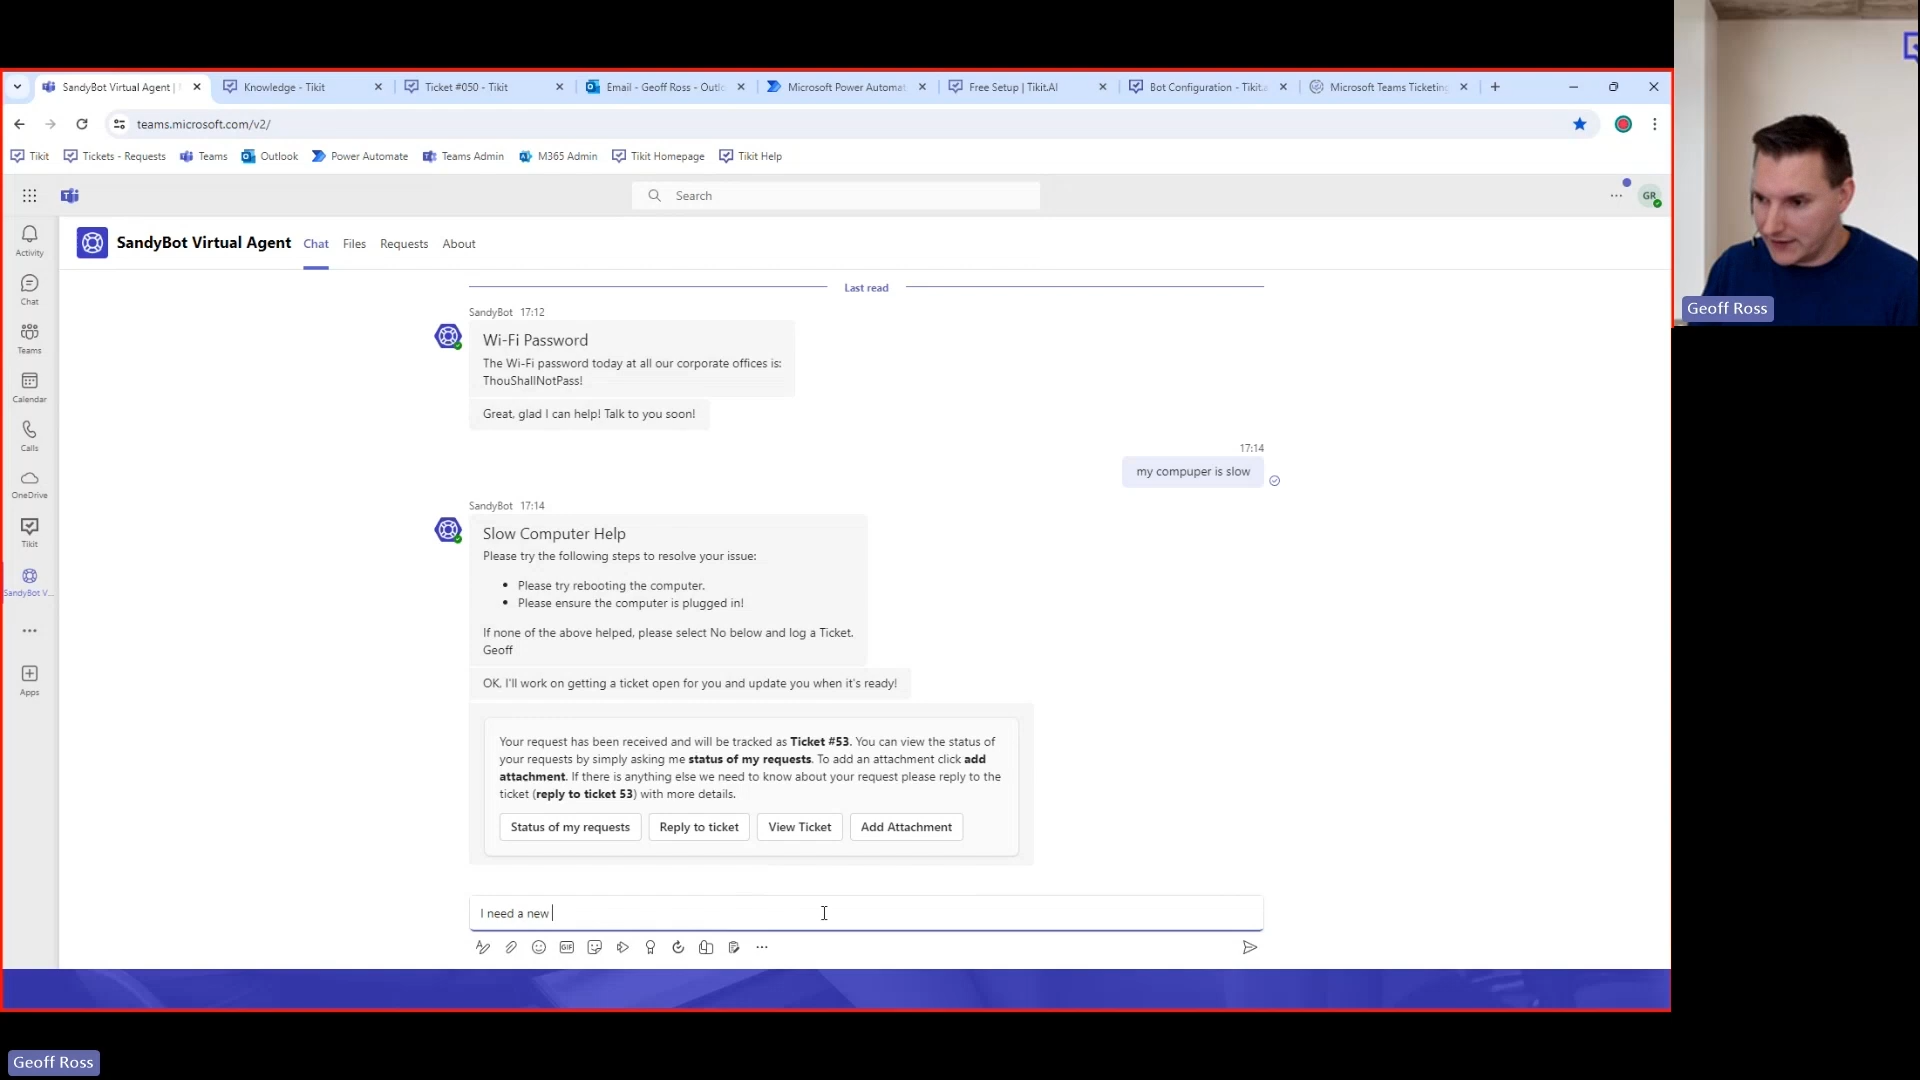 SandyBot Virtual Agent |
Knowledge - Tikit
Ticket #050 - Tikit
Email - Geoff Ross - Outlc
Microsoft Power Automat
Free Setup | Tikit.AI
Bot Configuration - Tikit.a
Microsoft Teams Ticketing
teams.microsoft.com/v2/
Tikit
Tickets - Requests
Teams
Outlook
Power Automate
Teams Admin
M365 Admin
Tikit Homepage
Tikit Help
Search
GR
Activity
Chat
Teams
Calendar
Calls
OneDrive
Tikit
SandyBot V...
Apps
SandyBot Virtual Agent
Chat
Files
Requests
About
Last read
SandyBot 17:12
Wi-Fi Password
The Wi-Fi password today at all our corporate offices is:
ThouShallNotPass!
Great, glad I can help! Talk to you soon!
17:14
my compuper is slow
SandyBot 17:14
Slow Computer Help
Please try the following steps to resolve your issue:
• Please try rebooting the computer.
• Please ensure the computer is plugged in!
If none of the above helped, please select No below and log a Ticket.
Geoff
OK, I'll work on getting a ticket open for you and update you when it's ready!
Your request has been received and will be tracked as Ticket #53. You can view the status of
your requests by simply asking me status of my requests. To add an attachment click add
attachment. If there is anything else we need to know about your request please reply to the
ticket (reply to ticket 53) with more details.
Status of my requests
Reply to ticket
View Ticket
Add Attachment
I need a new
GIF
Geoff Ross
Geoff Ross